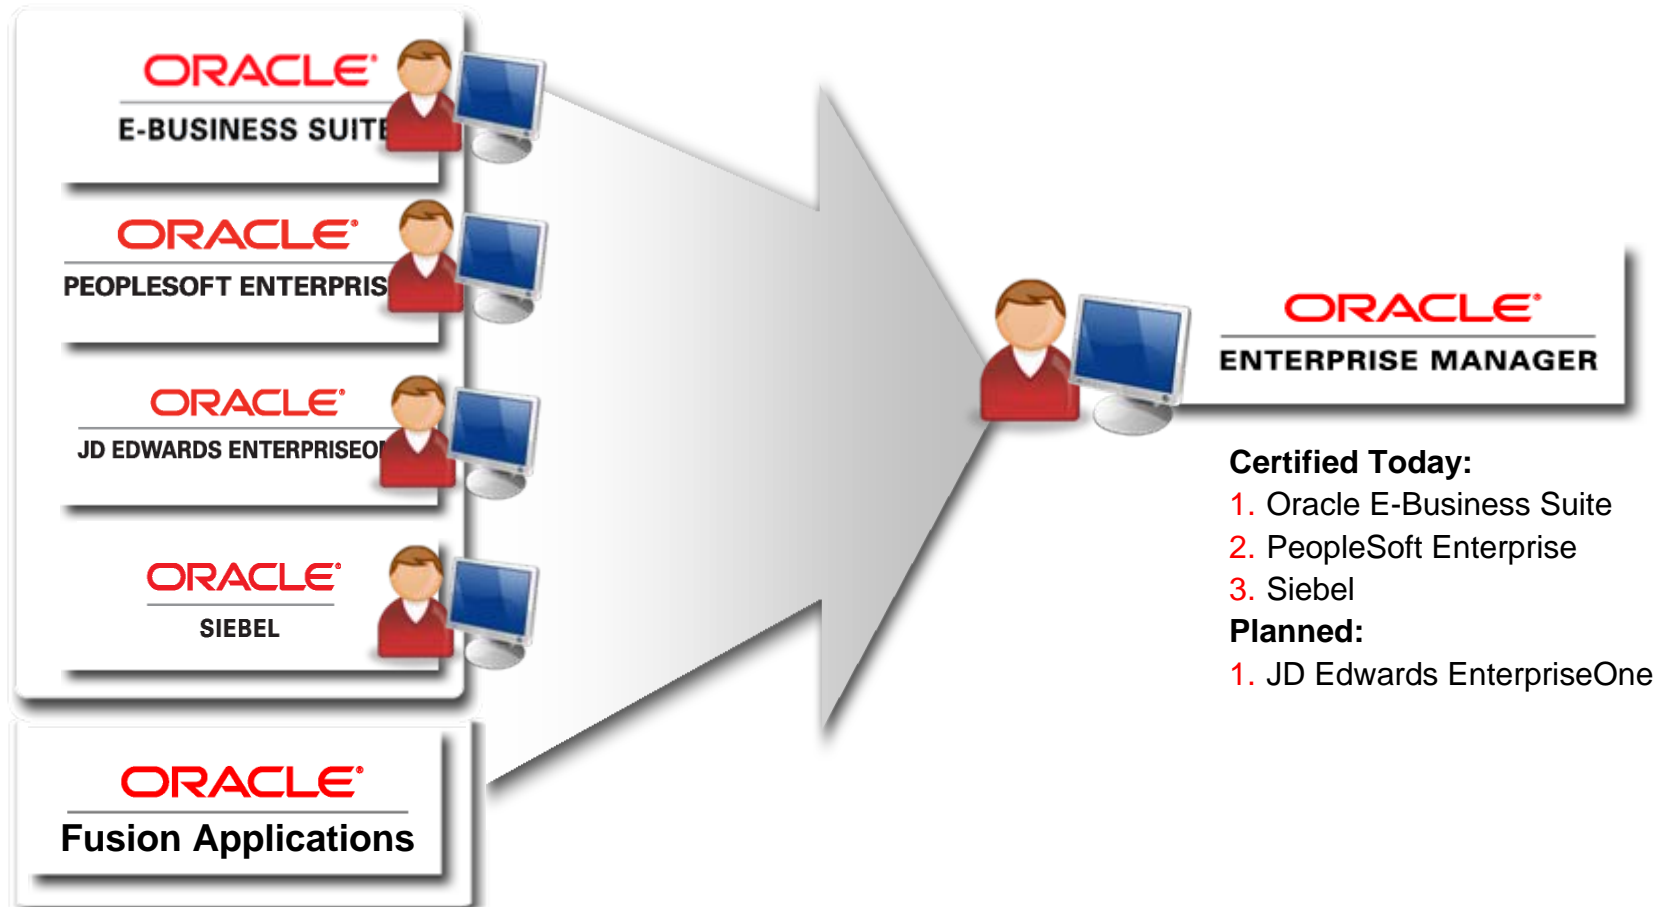 ORACLE®
E-BUSINESS SUITE
ORACLE®
PEOPLESOFT ENTERPRIS
ORACLE®
JD EDWARDS ENTERPRISEO
ORACLE®
SIEBEL
ORACLE®
Fusion Applications
ORACLE®
ENTERPRISE MANAGER
Certified Today:
1. Oracle E-Business Suite
2. PeopleSoft Enterprise
3. Siebel
Planned:
1. JD Edwards EnterpriseOne